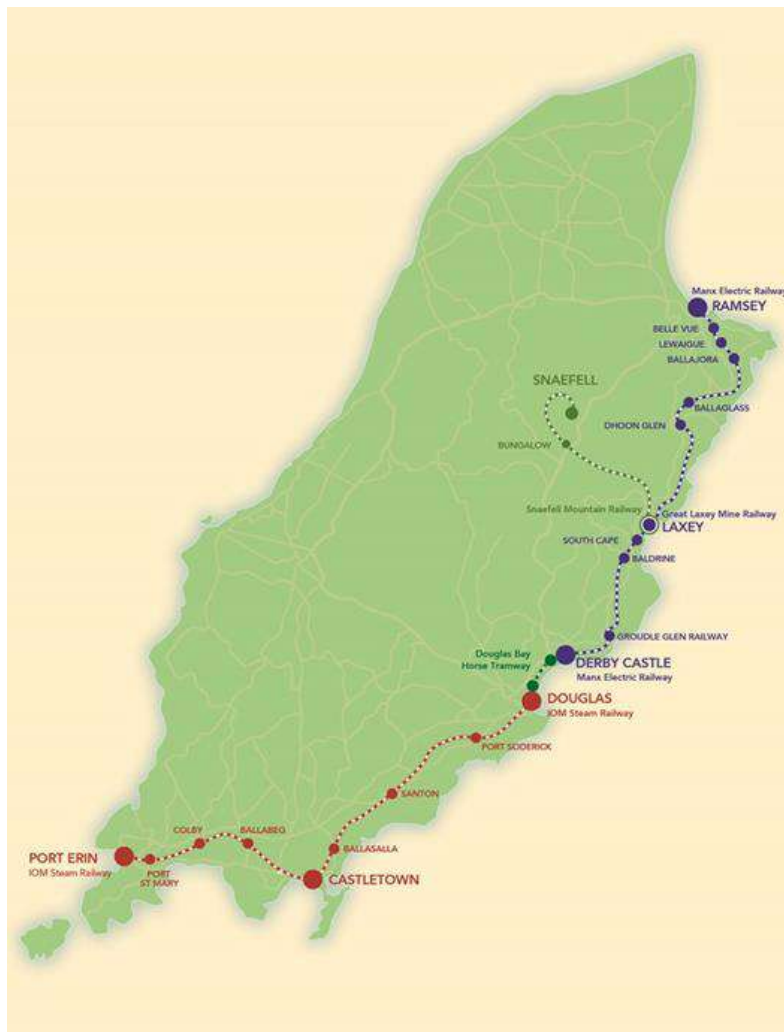 Manx Electric Railway
RAMSEY
BELLE VUE
LEWAIGUE
BALLAJORA
SNAEFELL
BALLAGLASS
DHOON GLEN
BUNGALOW
Snaefell Mountain Railway
Great Laxey Mine Railway
LAXEY
SOUTH CAPE
BALDRINE
GROUDLE GLEN RAILWAY
Douglas Bay
Horse Tramway
DERBY CASTLE
Manx Electric Railway
DOUGLAS
IOM Steam Railway
PORT SODERICK
SANTON
COLBY
BALLABEG
BALLASALLA
PORT ERIN
IOM Steam Railway
PORT
ST MARY
CASTLETOWN